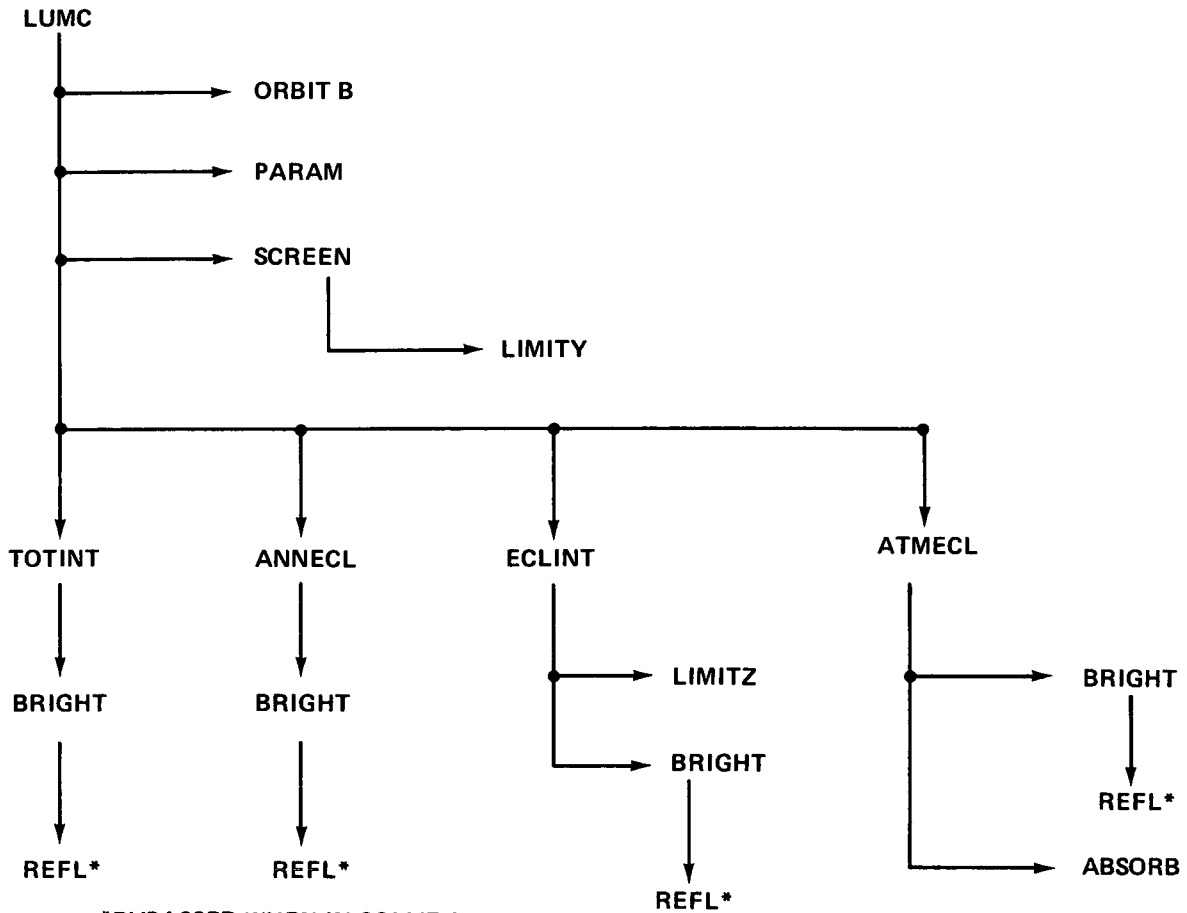 LUMC
ORBIT B
PARAM
SCREEN
LIMITY
TOTINT
ANNECL
ECLINT
ATMECL
BRIGHT
BRIGHT
LIMITZ
BRIGHT
BRIGHT
REFL*
REFL*
REFL*
REFL*
ABSORB